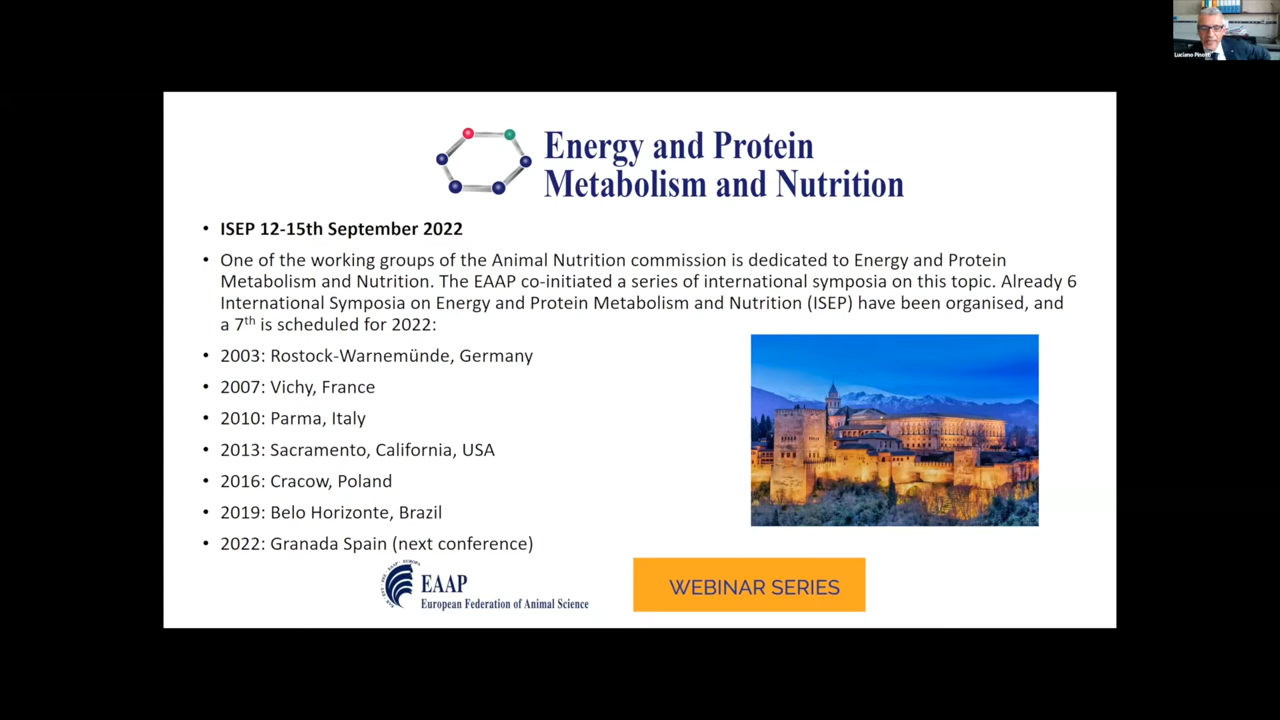 Luciano Pinotti
Energy and Protein
Metabolism and Nutrition
• ISEP 12-15th September 2022
• One of the working groups of the Animal Nutrition commission is dedicated to Energy and Protein
Metabolism and Nutrition. The EAAP co-initiated a series of international symposia on this topic. Already 6
International Symposia on Energy and Protein Metabolism and Nutrition (ISEP) have been organised, and
a 7th is scheduled for 2022:
• 2003: Rostock-Warnemünde, Germany
• 2007: Vichy, France
• 2010: Parma, Italy
• 2013: Sacramento, California, USA
• 2016: Cracow, Poland
• 2019: Belo Horizonte, Brazil
• 2022: Granada Spain (next conference)
EAAP
European Federation of Animal Science
WEBINAR SERIES